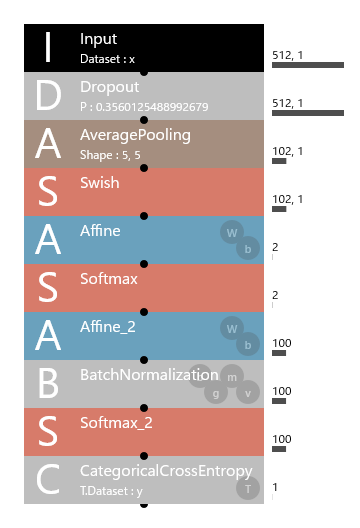 I Input 512, 1
Dataset : x
D Dropout 512, 1
P : 0.3560125488992679
A AveragePooling 102, 1
Shape : 5, 5
S Swish 102, 1
A Affine 2
W
b
S Softmax 2
A Affine_2 100
W
b
B BatchNormalization 100
m
g v
S Softmax_2 100
C CategoricalCrossEntropy 1
T.Dataset : y T